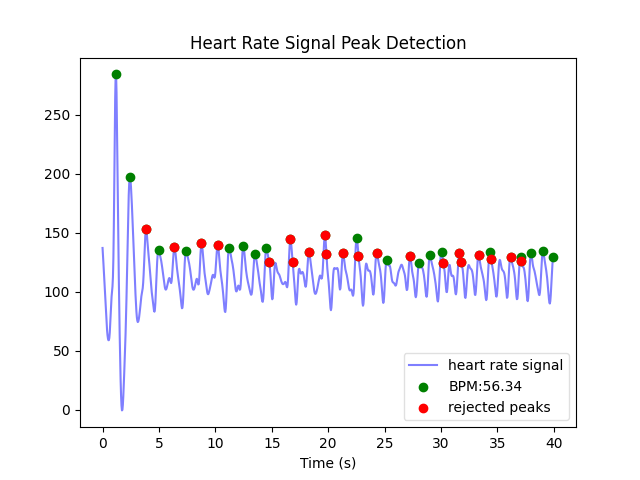 Heart Rate Signal Peak Detection
250
200
150
100
50
0
0 5 10 15 20 25 30 35 40
Time (s)
heart rate signal
BPM:56.34
rejected peaks